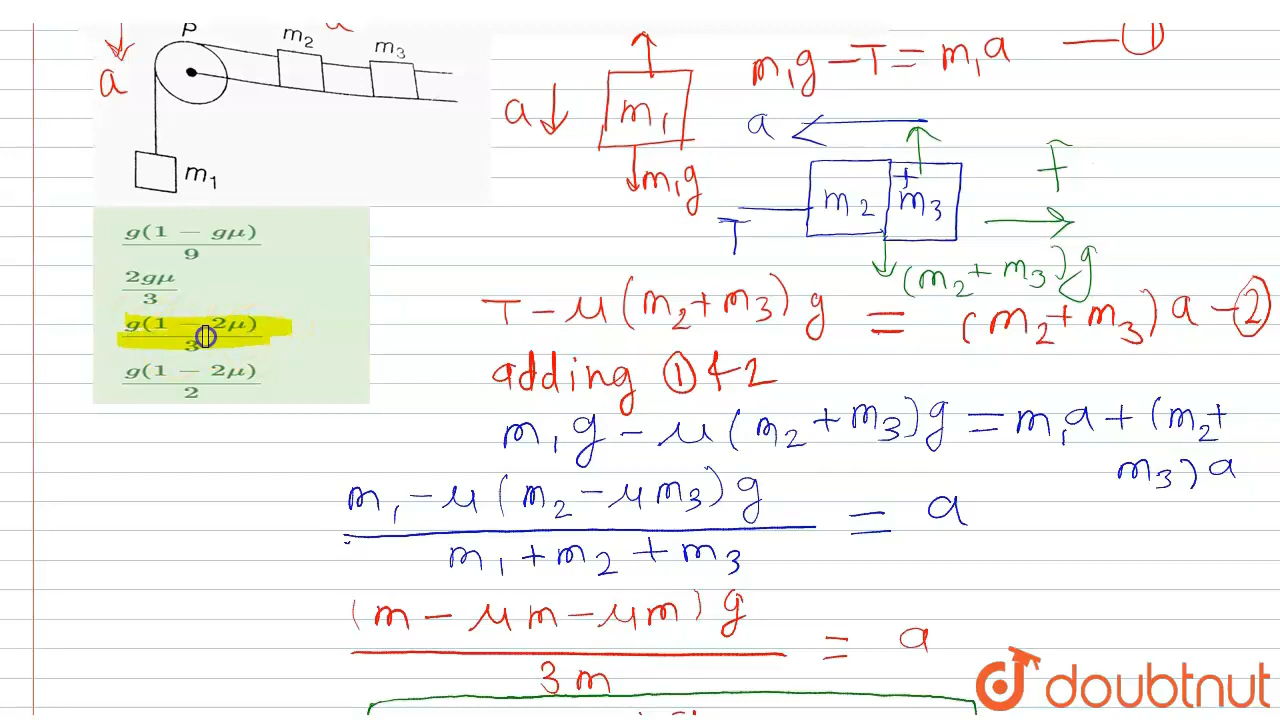 P
m2
m3
a
m1
a
m1
m1g
m1g - T = m1a — ①
a
T
m2
+
m3
f
(m2 + m3)g
g(1 − gμ)
9
2gμ
3
g(1 − 2μ)
3
g(1 − 2μ)
2
T - μ(m2+m3)g = (m2+m3)a - ②
adding ① & 2
m1g - μ(m2+m3)g = m1a + (m2+
m3)a
m1 - μ(m2 - μm3)g
m1 + m2 + m3
= a
(m - μm - μm)g
3m
= a
doubtnut